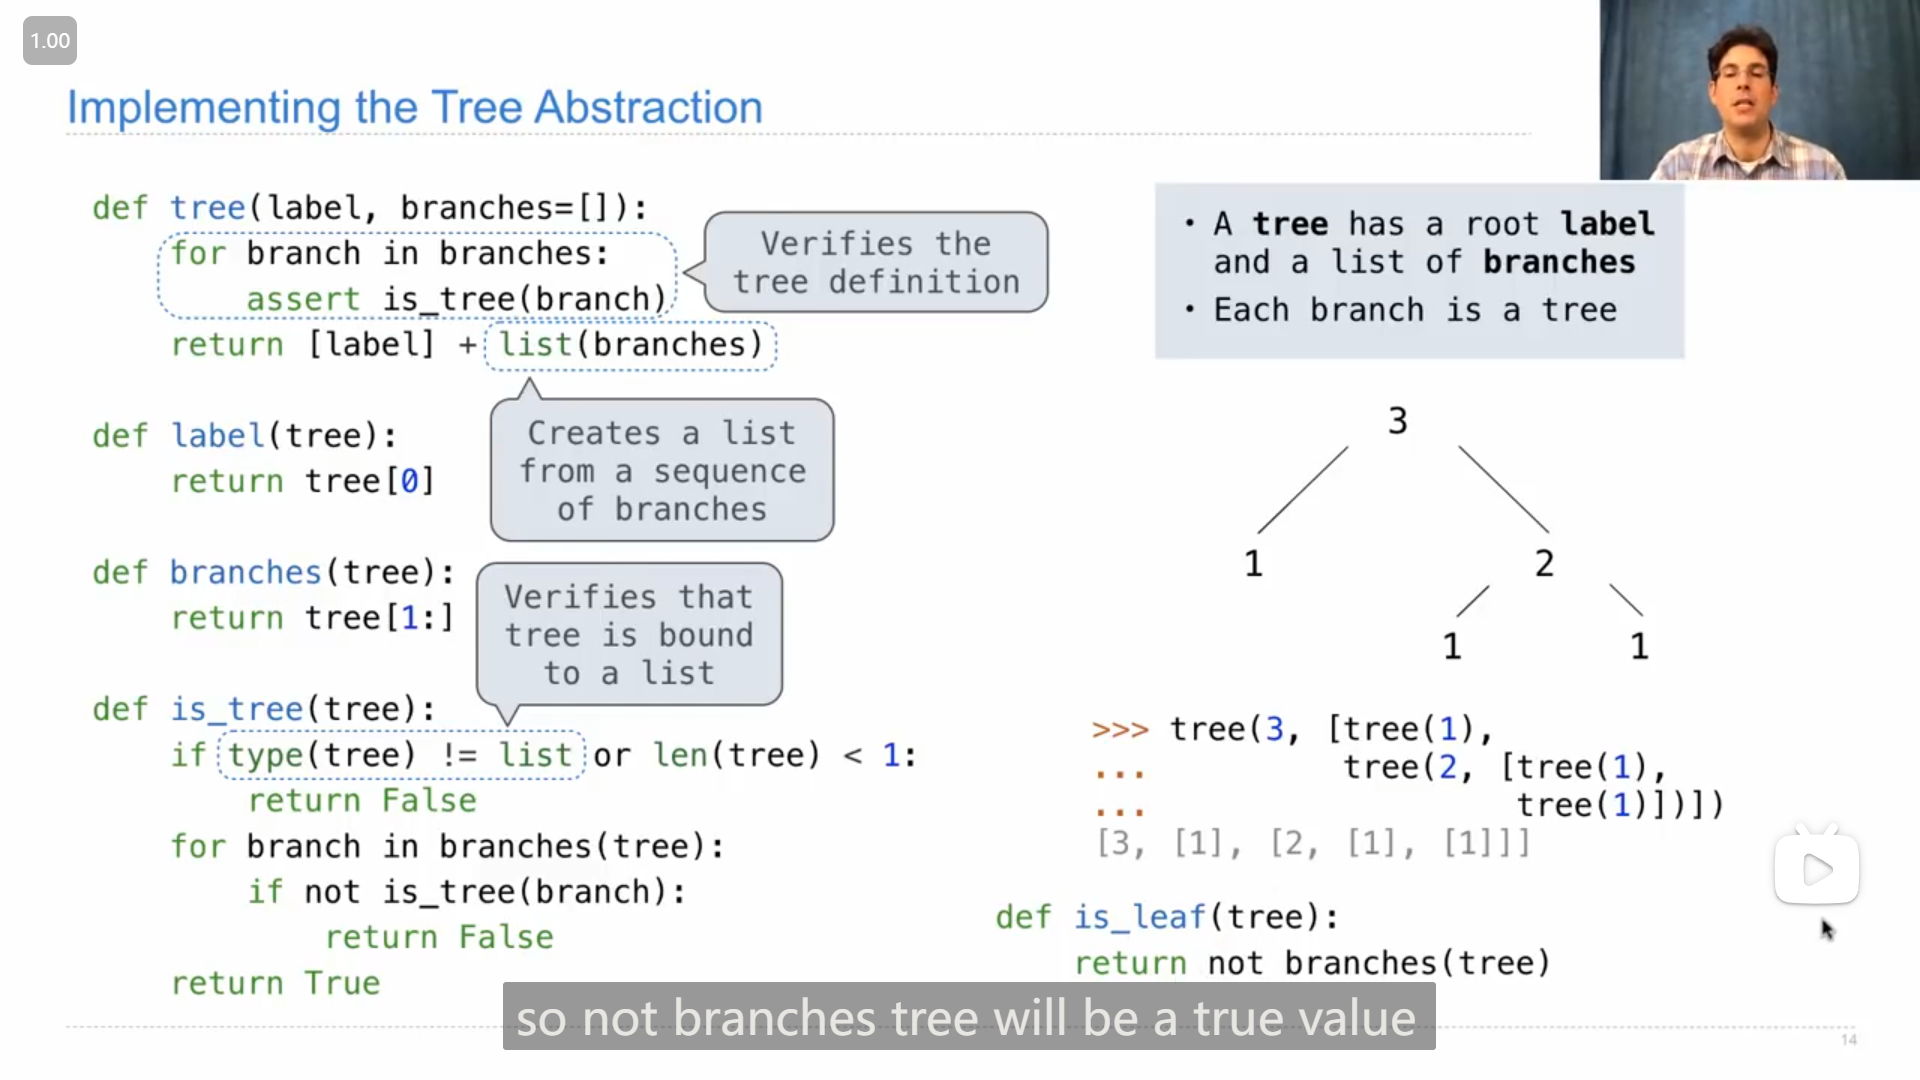 1.00
Implementing the Tree Abstraction
def tree(label, branches=[]):
    for branch in branches:
        assert is_tree(branch)
    return [label] + list(branches)
Verifies the
tree definition
Creates a list
from a sequence
of branches
def label(tree):
    return tree[0]
def branches(tree):
    return tree[1:]
Verifies that
tree is bound
to a list
def is_tree(tree):
    if type(tree) != list or len(tree) < 1:
        return False
    for branch in branches(tree):
        if not is_tree(branch):
            return False
    return True
• A tree has a root label
and a list of branches
• Each branch is a tree
3
1 2
1 1
>>> tree(3, [tree(1),
...          tree(2, [tree(1),
...                   tree(1)])])
[3, [1], [2, [1], [1]]]
def is_leaf(tree):
    return not branches(tree)
so not branches tree will be a true value
14